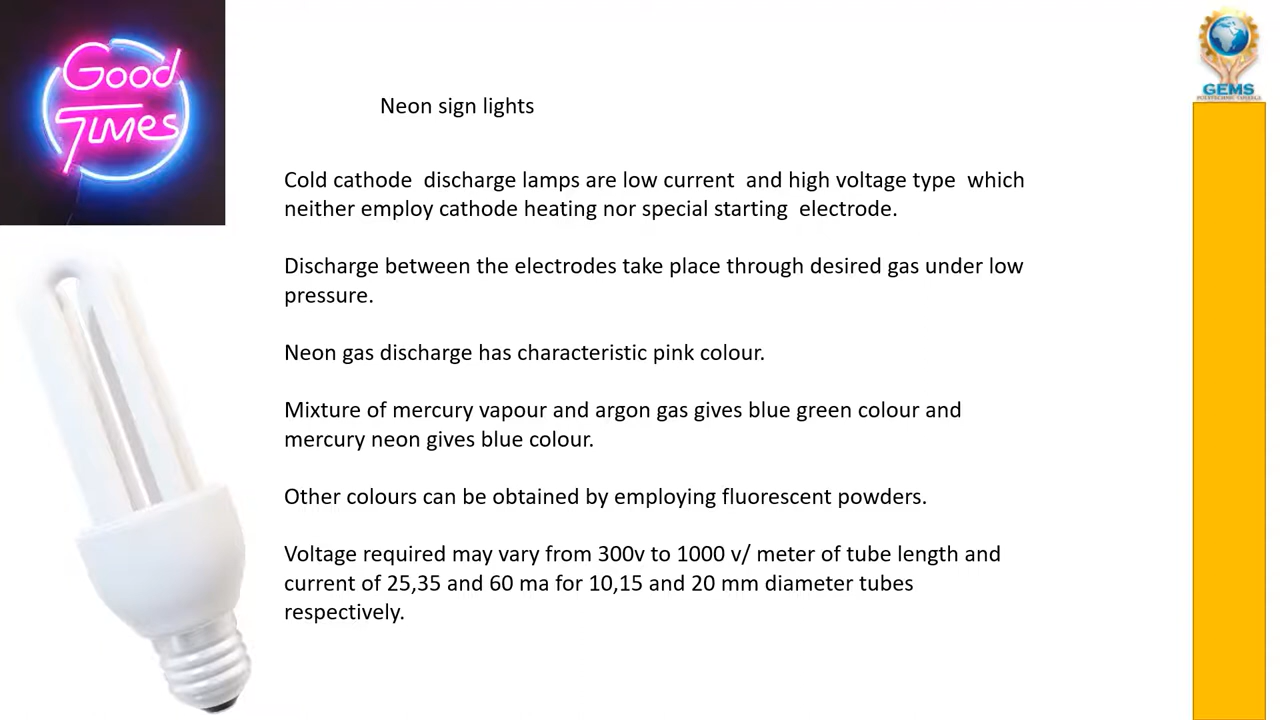 Good
TIMes
GEMS
Neon sign lights
Cold cathode discharge lamps are low current and high voltage type which
neither employ cathode heating nor special starting electrode.
Discharge between the electrodes take place through desired gas under low
pressure.
Neon gas discharge has characteristic pink colour.
Mixture of mercury vapour and argon gas gives blue green colour and
mercury neon gives blue colour.
Other colours can be obtained by employing fluorescent powders.
Voltage required may vary from 300v to 1000 v/ meter of tube length and
current of 25,35 and 60 ma for 10,15 and 20 mm diameter tubes
respectively.